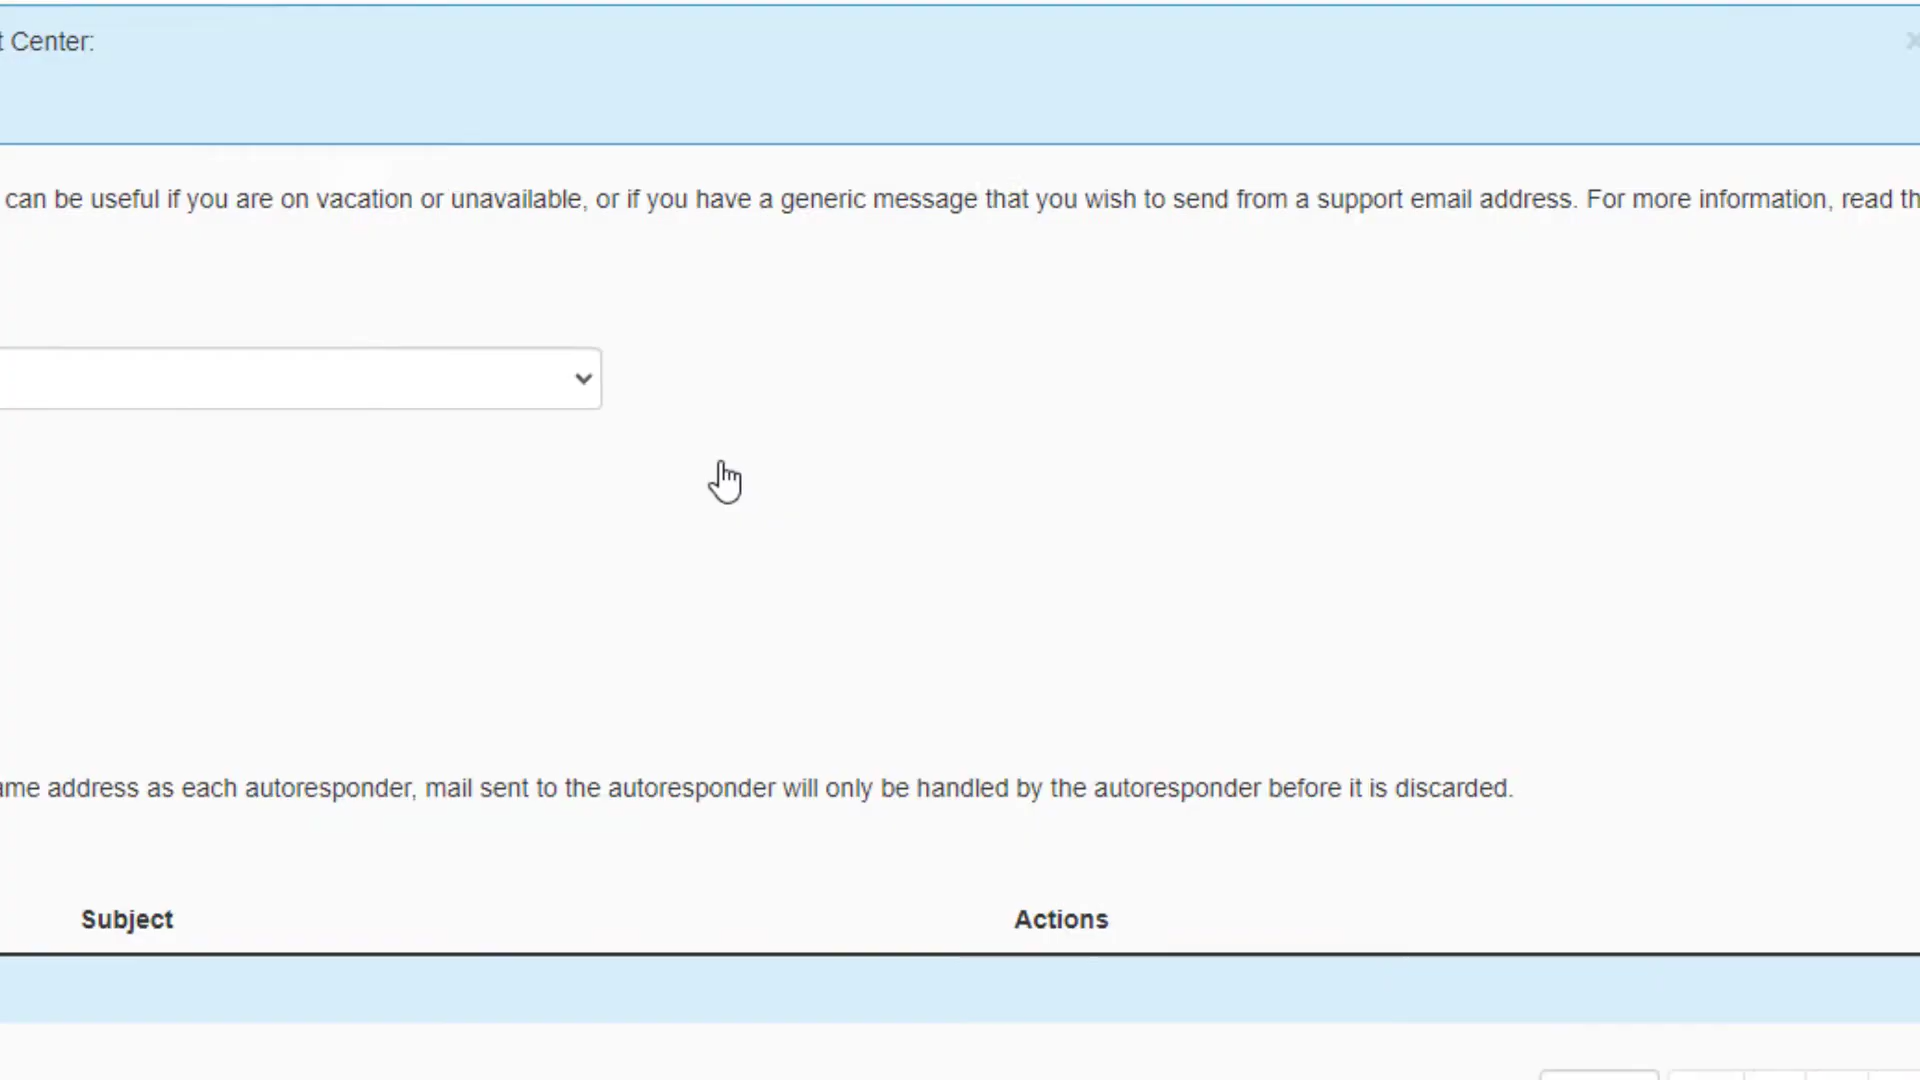 t Center:
can be useful if you are on vacation or unavailable, or if you have a generic message that you wish to send from a support email address. For more information, read th
ame address as each autoresponder, mail sent to the autoresponder will only be handled by the autoresponder before it is discarded.
Subject Actions